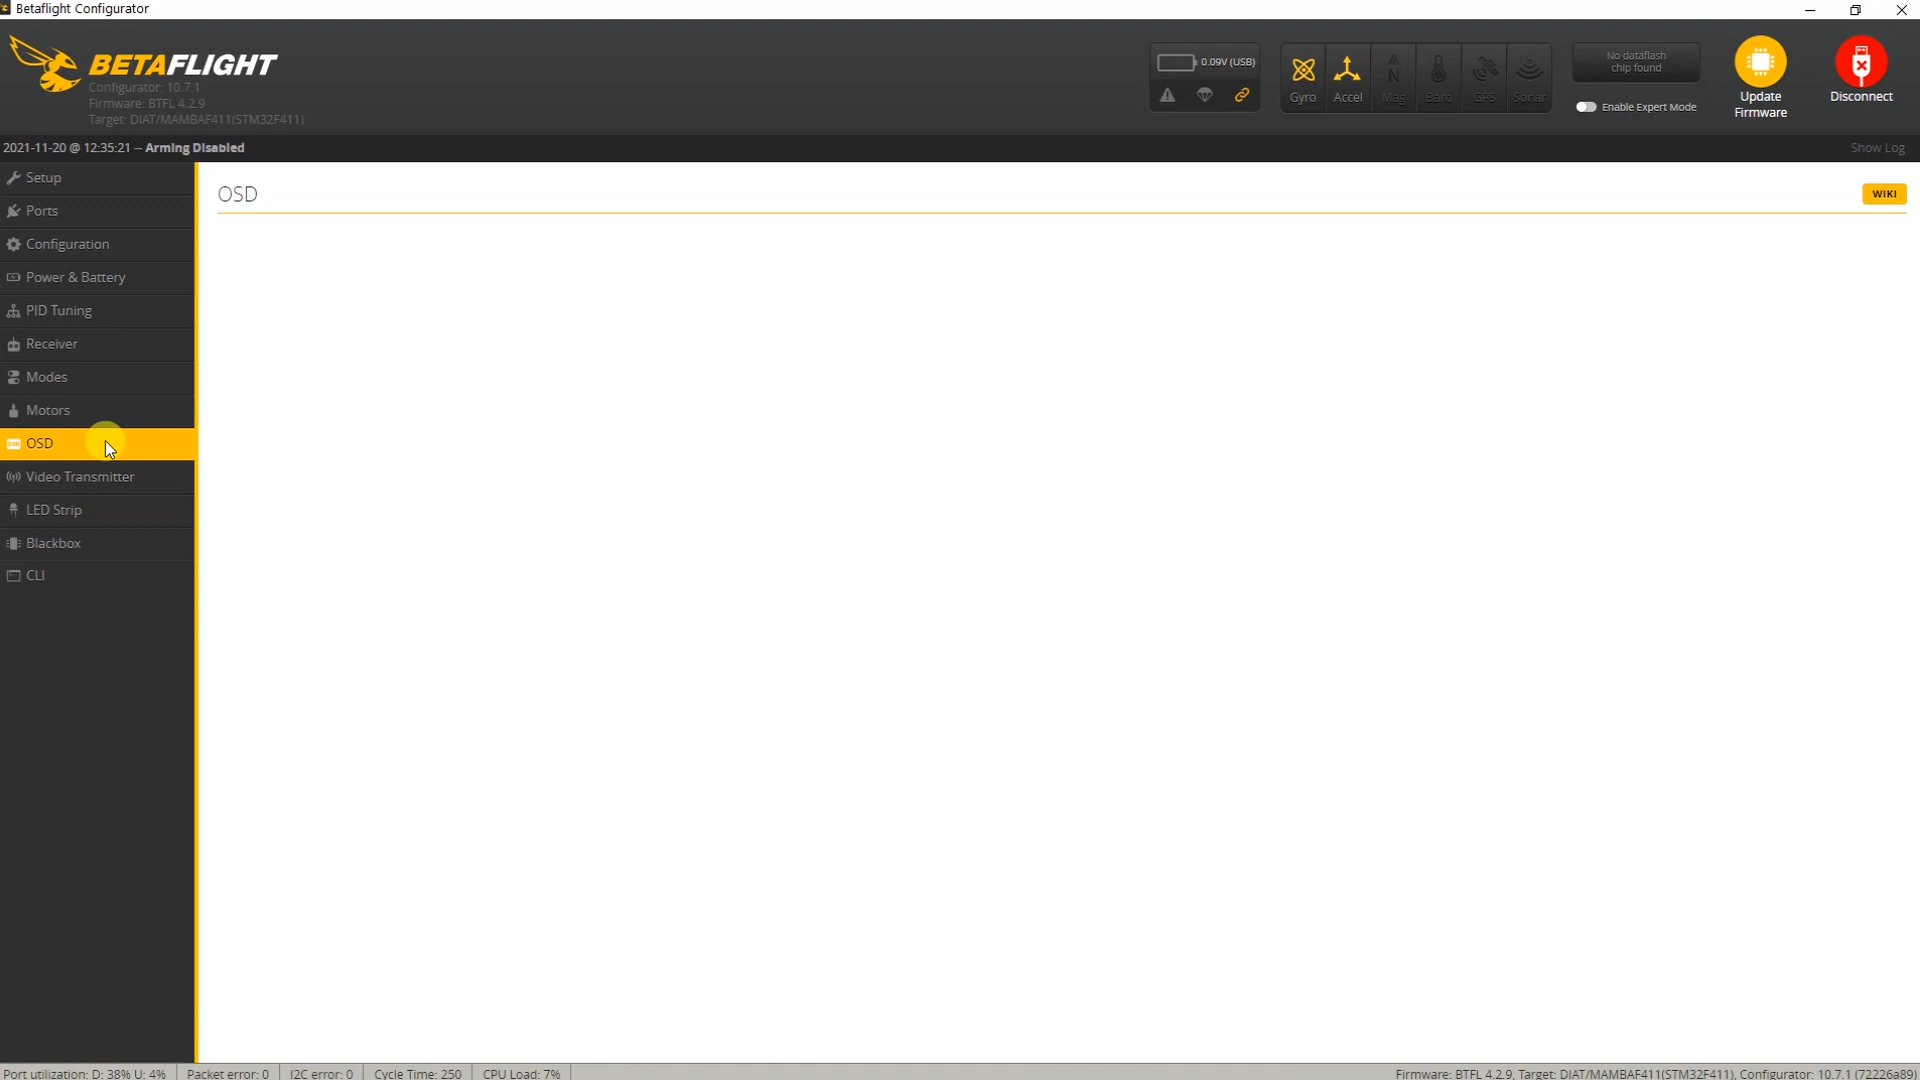 Betaflight Configurator
BETAFLIGHT
Configurator: 10.7.1
Firmware: BTFL 4.2.9
Target: DIAT/MAMBAF411(STM32F411)
0.09V (USB)
Gyro
Accel
Mag
Baro
GPS
Sonar
No dataflash
chip found
Enable Expert Mode
Update
Firmware
Disconnect
2021-11-20 @ 12:35:21 -- Arming Disabled
Show Log
Setup
Ports
Configuration
Power & Battery
PID Tuning
Receiver
Modes
Motors
OSD
Video Transmitter
LED Strip
Blackbox
CLI
OSD
WIKI
Port utilization: D: 38% U: 4%
Packet error: 0
I2C error: 0
Cycle Time: 250
CPU Load: 7%
Firmware: BTFL 4.2.9, Target: DIAT/MAMBAF411(STM32F411), Configurator: 10.7.1 (72226a89)